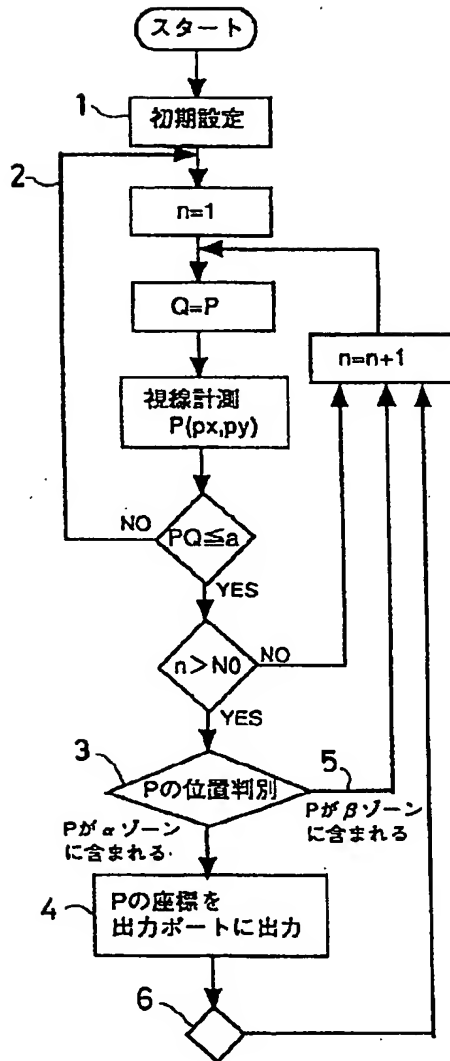 スタート
1
初期設定
2
n=1
Q=P
n=n+1
視線計測
P(px,py)
NO
PQ≦a
YES
n>N0
NO
YES
3
Pの位置判別
5
Pがαゾーン
に含まれる
Pがβゾーン
に含まれる
4
Pの座標を
出力ポートに出力
6